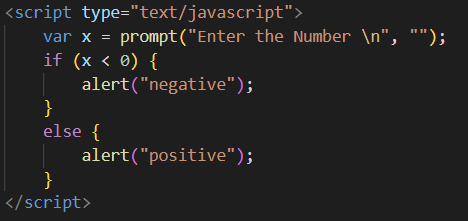 <script type="text/javascript">
    var x = prompt("Enter the Number \n", "");
    if (x < 0) {
        alert("negative");
    }
    else {
        alert("positive");
    }
</script>